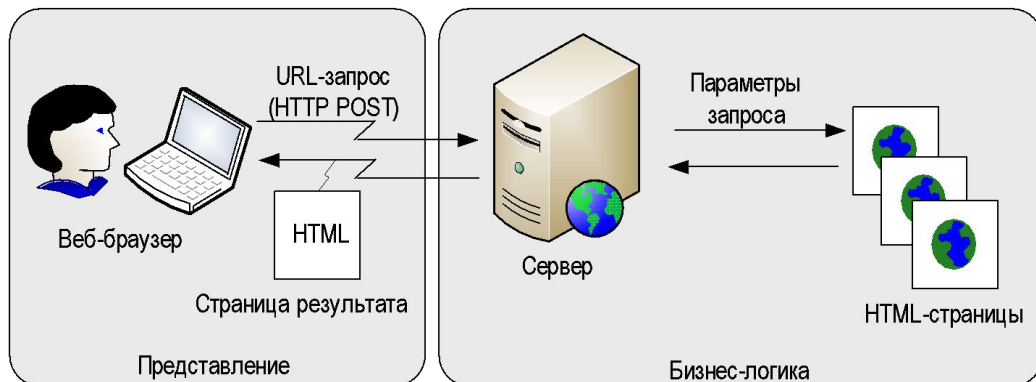 URL-запрос
(HTTP POST)
Веб-браузер
HTML
Страница результата
Представление
Параметры
запроса
Сервер
HTML-страницы
Бизнес-логика